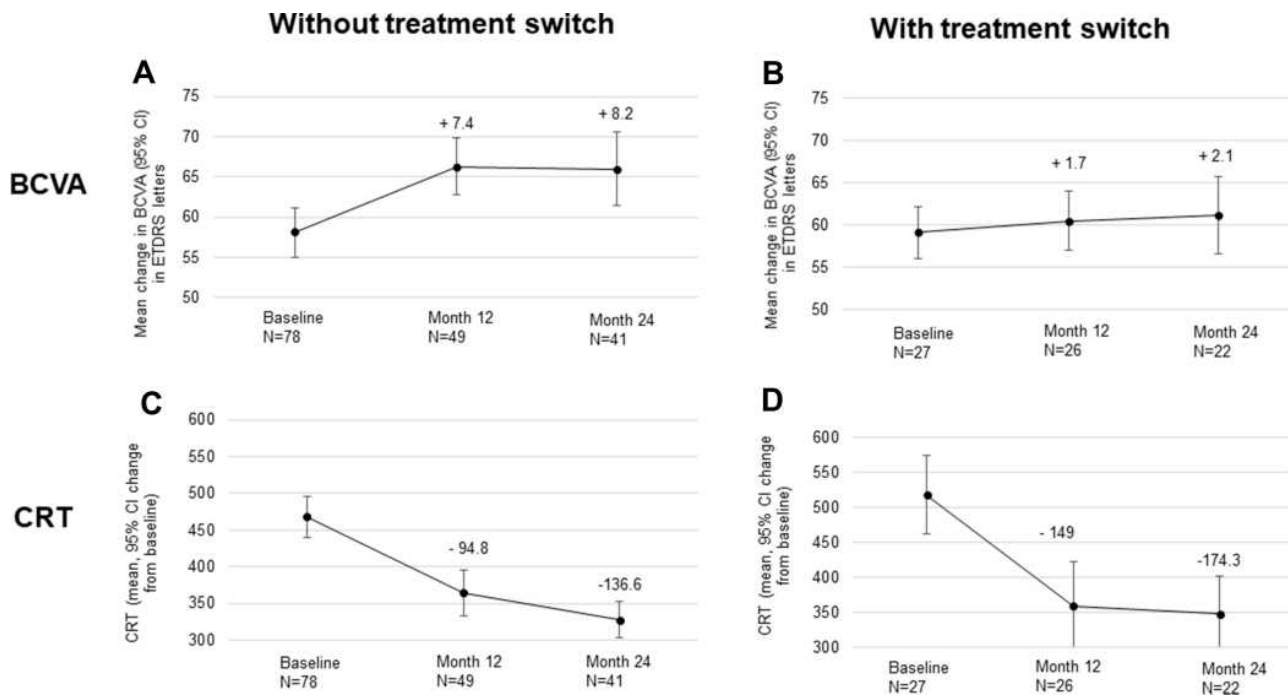 Without treatment switch
With treatment switch
A
BCVA
Mean change in BCVA (95% CI)
in ETDRS letters
75
70
65
60
55
50
+ 7.4
+ 8.2
Baseline
N=78
Month 12
N=49
Month 24
N=41
B
Mean change in BCVA (95% CI)
in ETDRS letters
75
70
65
60
55
50
+ 1.7
+ 2.1
Baseline
N=27
Month 12
N=26
Month 24
N=22
C
CRT
CRT (mean, 95% CI change
from baseline)
600
550
500
450
400
350
300
- 94.8
-136.6
Baseline
N=78
Month 12
N=49
Month 24
N=41
D
CRT (mean, 95% CI change
from baseline)
600
550
500
450
400
350
300
- 149
-174.3
Baseline
N=27
Month 12
N=26
Month 24
N=22